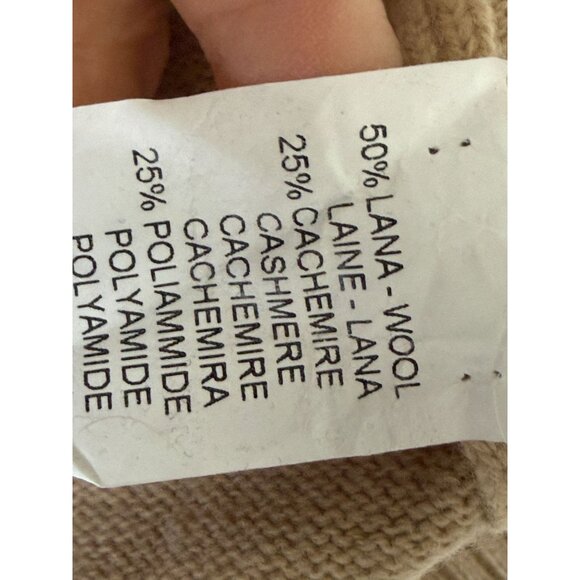 50% LANA - WOOL
LAINE - LANA
25% CACHEMIRE
CASHMERE
CACHEMIRE
CACHEMIRA
25% POLIAMMIDE
POLYAMIDE
POLYAMIDE